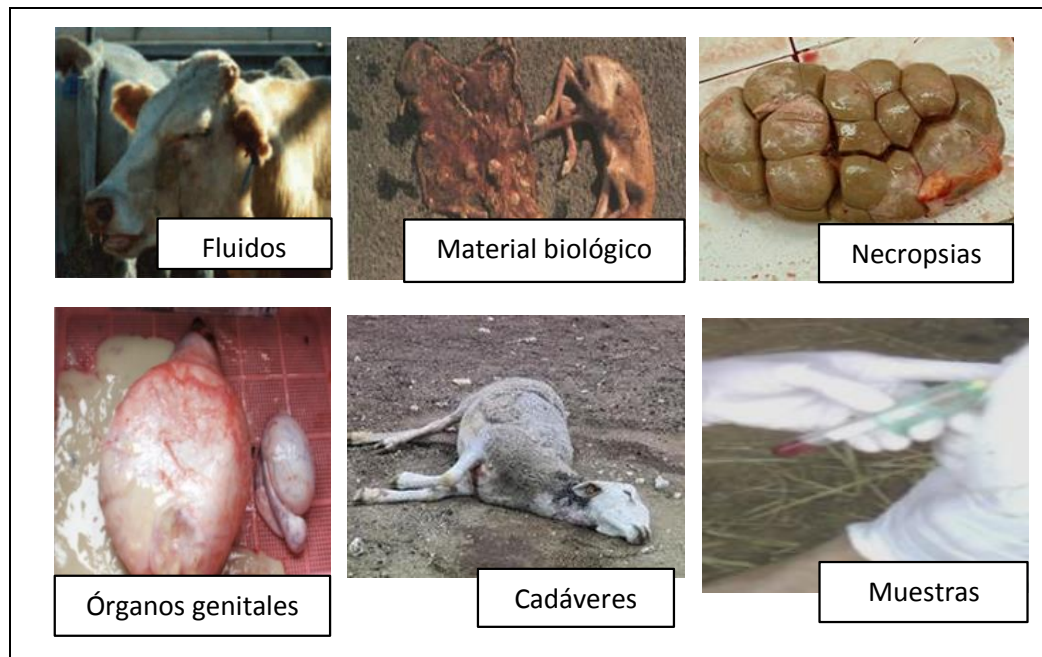 Fluidos
Material biológico
Necropsias
Órganos genitales
Cadáveres
Muestras